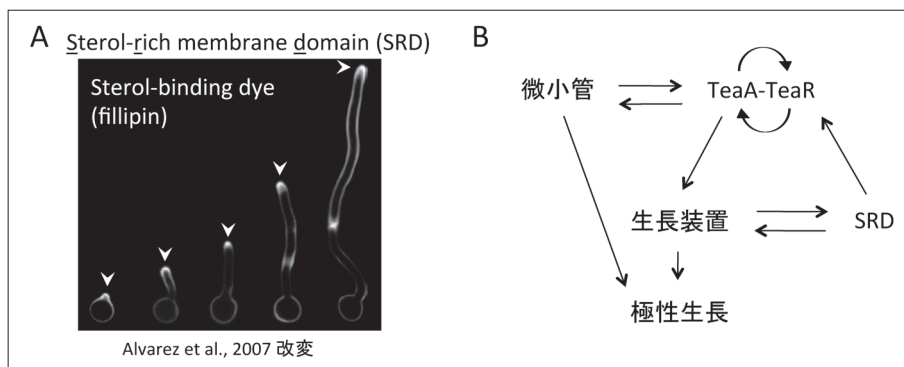 A
Sterol-rich membrane domain (SRD)
Sterol-binding dye
(fillipin)
Alvarez et al., 2007 改変
B
微小管
TeaA-TeaR
生長装置
SRD
極性生長